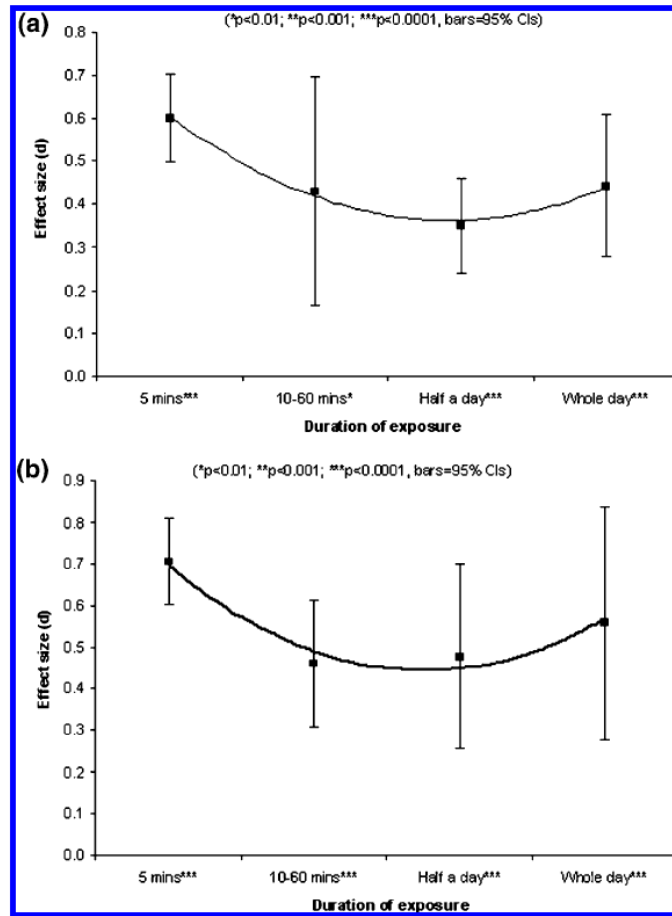 (a)
(*p<0.01; **p<0.001; ***p<0.0001, bars=95% CIs)
0.8
0.7
0.6
0.5
0.4
0.3
0.2
0.1
0.0
Effect size (d)
5 mins*** 10-60 mins* Half a day*** Whole day***
Duration of exposure
(b)
(*p<0.01; **p<0.001; ***p<0.0001, bars=95% CIs)
0.9
0.8
0.7
0.6
0.5
0.4
0.3
0.2
0.1
0.0
Effect size (d)
5 mins*** 10-60 mins*** Half a day*** Whole day***
Duration of exposure